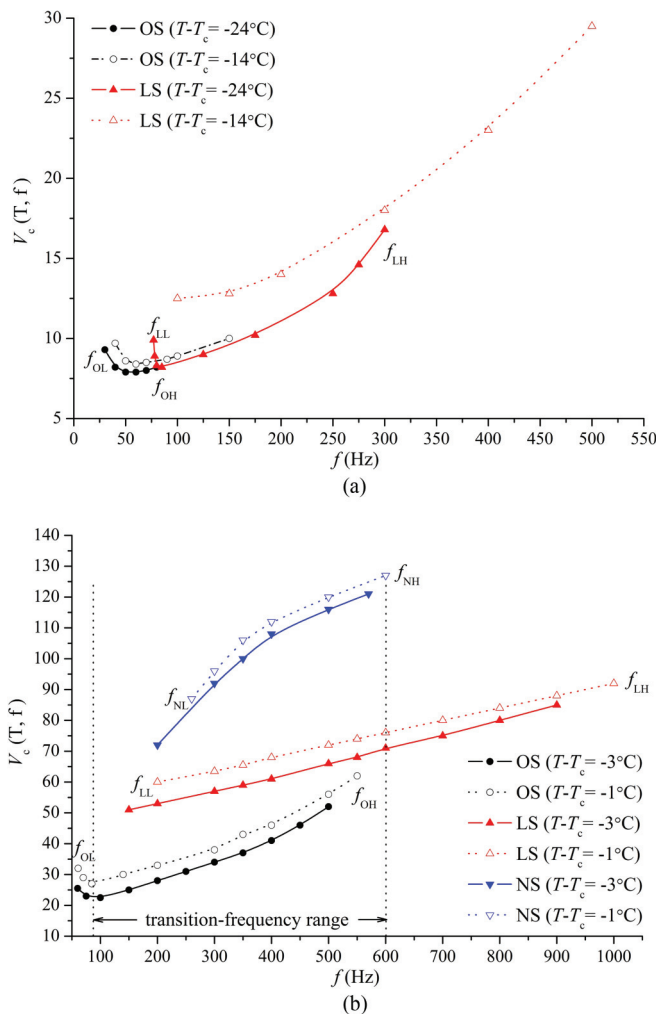 30
25
20
15
10
5
V_c (T, f)
OS (T-T_c= -24°C)
OS (T-T_c= -14°C)
LS (T-T_c= -24°C)
LS (T-T_c= -14°C)
f_LH
f_LL
f_OL
f_OH
0 50 100 150 200 250 300 350 400 450 500
f (Hz)
(a)
140
130
120
110
100
90
80
70
60
50
40
30
20
10
V_c (T, f)
f_NH
f_NL
f_LH
f_LL
f_OH
f_OL
OS (T-T_c= -3°C)
OS (T-T_c= -1°C)
LS (T-T_c= -3°C)
LS (T-T_c= -1°C)
NS (T-T_c= -3°C)
NS (T-T_c= -1°C)
transition-frequency range
100 200 300 400 500 600 700 800 900 1000
f (Hz)
(b)